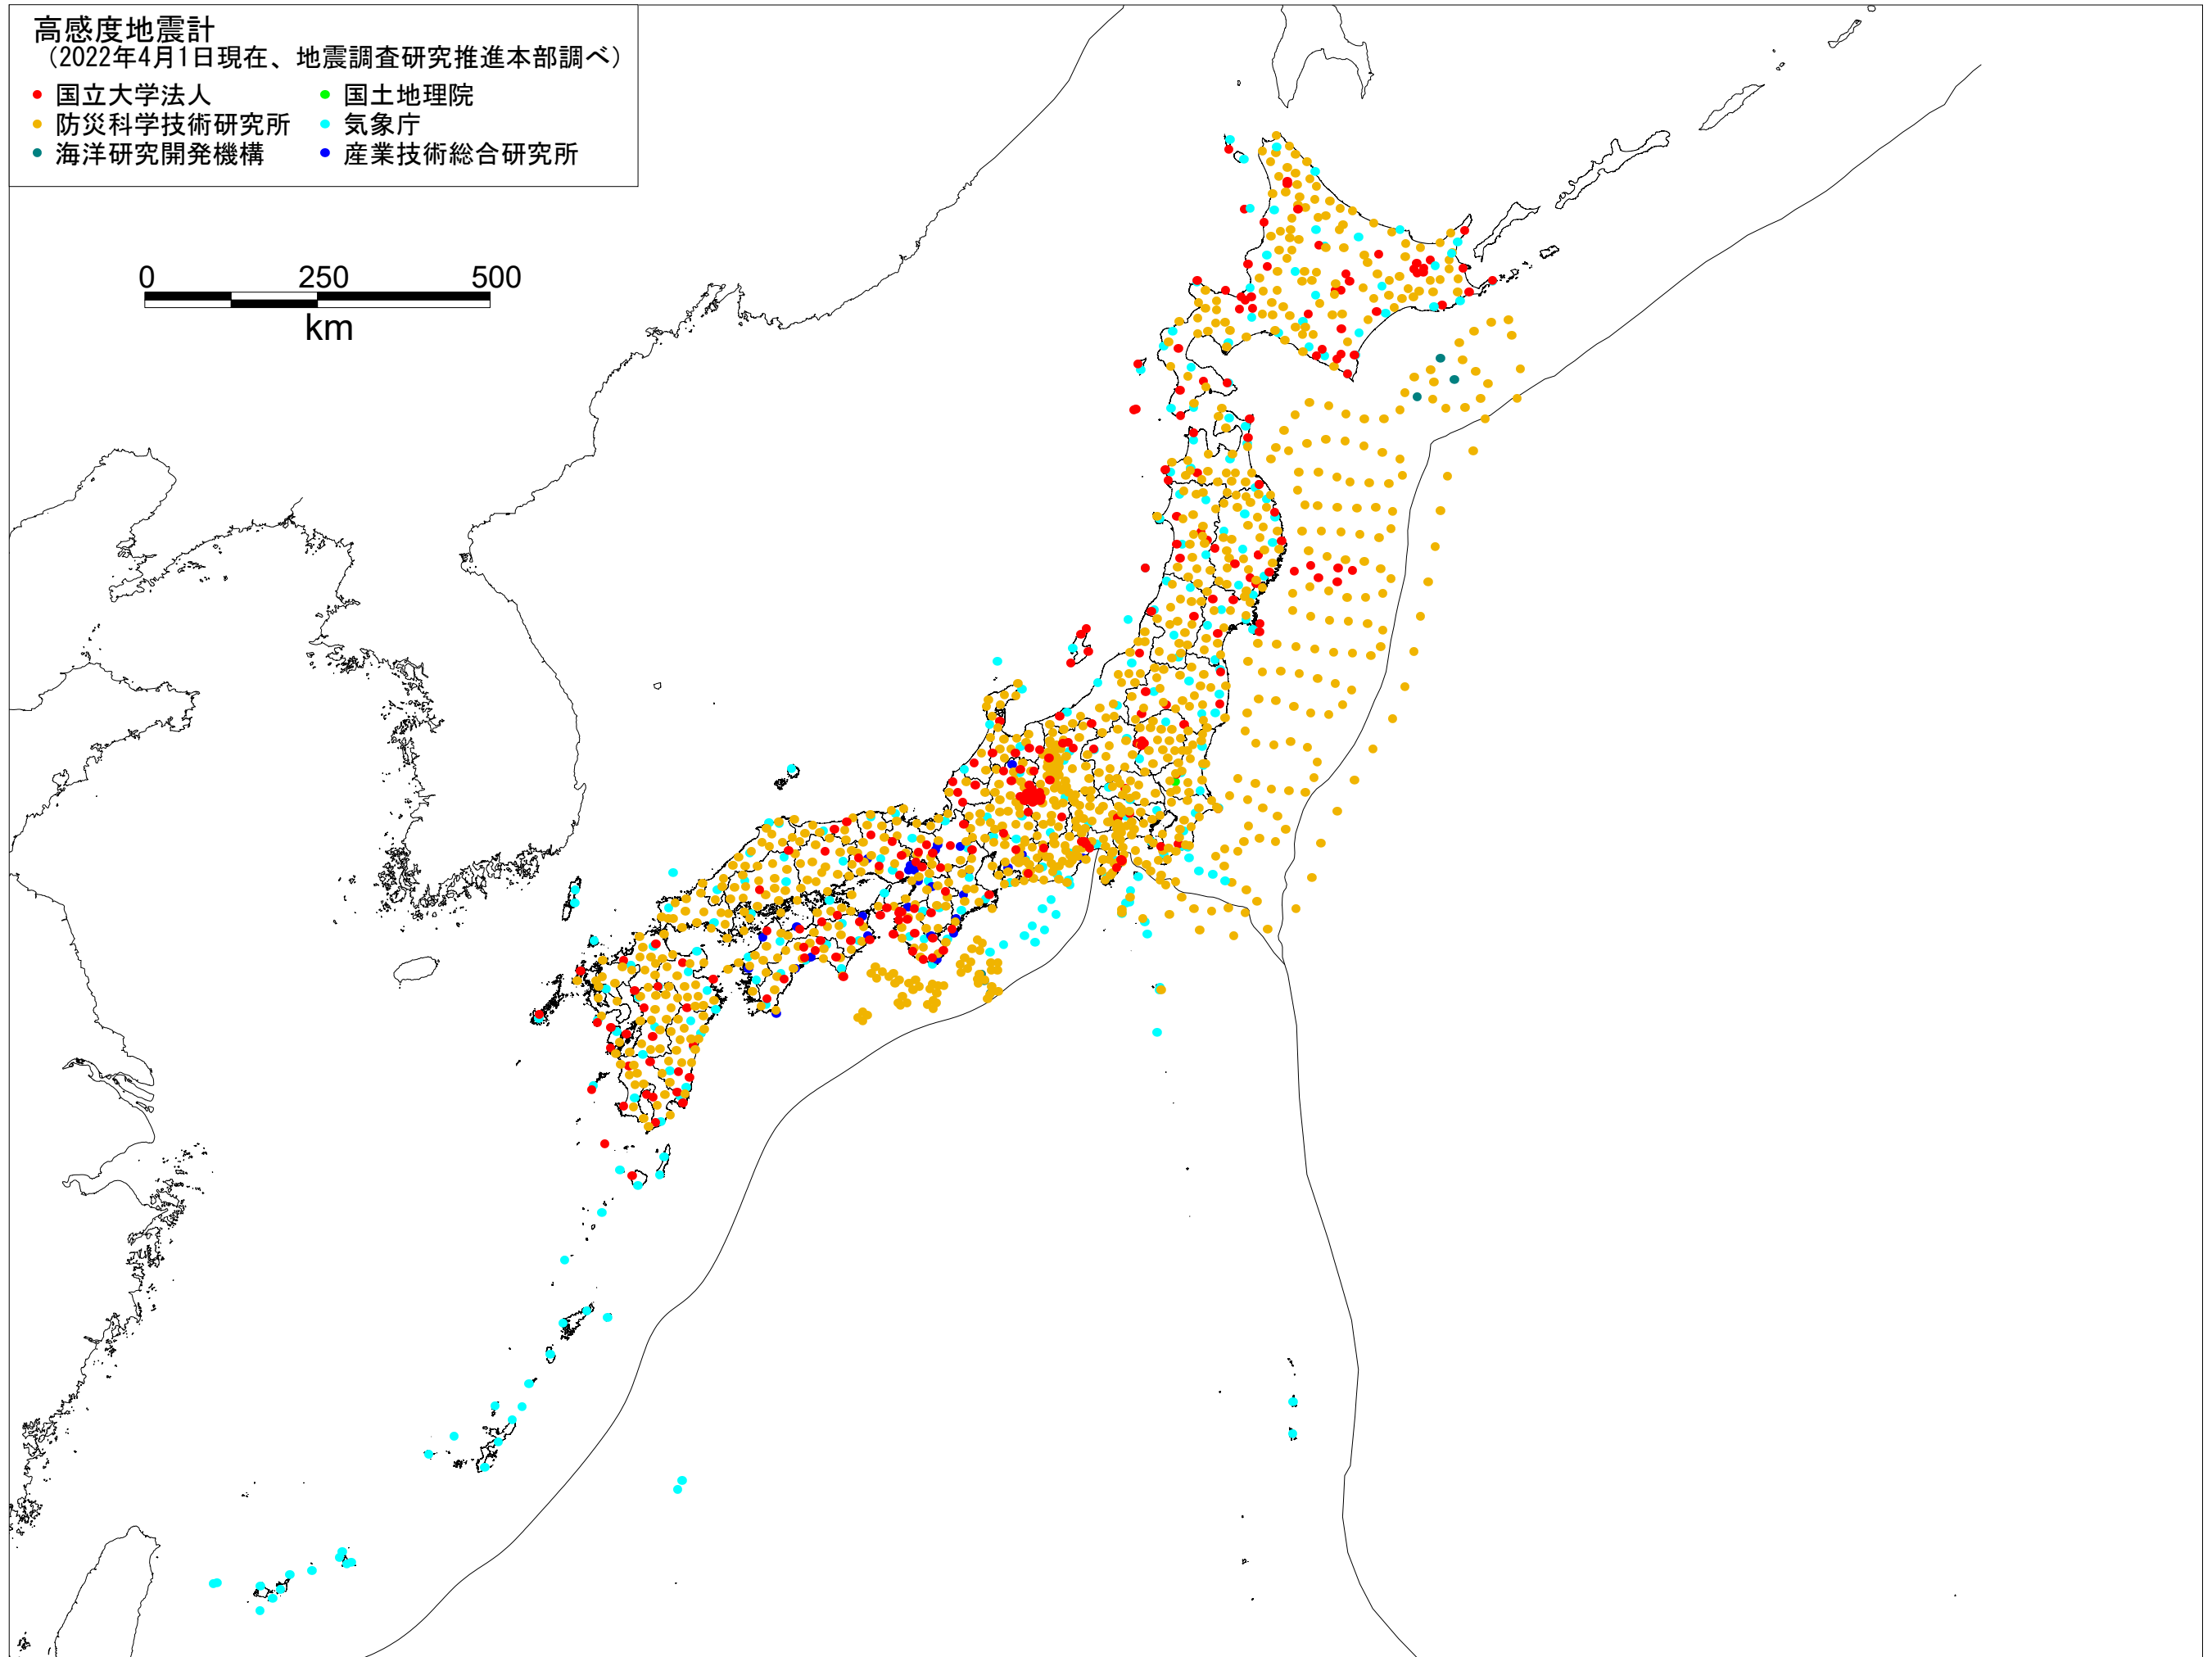 高感度地震計
（2022年4月1日現在、地震調査研究推進本部調べ）
国立大学法人 国土地理院
防災科学技術研究所 気象庁
海洋研究開発機構 産業技術総合研究所
0 250 500
km